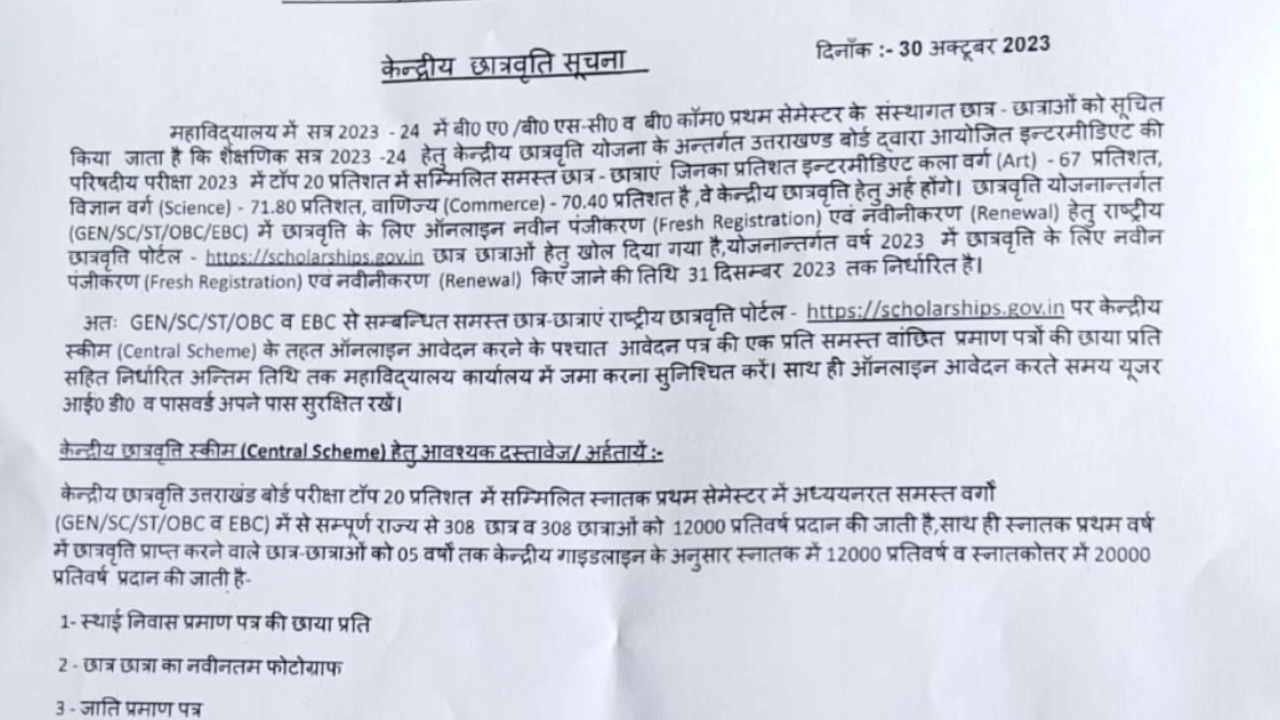 दिनाँक :- 30 अक्टूबर 2023
केन्द्रीय छात्रवृति सूचना
महाविद्यालय में सत्र 2023 -24 में बी0 ए0 /बी0 एस-सी0 व बी0 कॉम0 प्रथम सेमेस्टर के संस्थागत छात्र - छात्राओं को सूचित
किया जाता है कि शैक्षणिक सत्र 2023 -24 हेतु केन्द्रीय छात्रवृति योजना के अन्तर्गत उत्तराखण्ड बोर्ड द्वारा आयोजित इन्टरमीडिएट की
परिषदीय परीक्षा 2023 में टॉप 20 प्रतिशत में सम्मिलित समस्त छात्र - छात्राएं जिनका प्रतिशत इन्टरमीडिएट कला वर्ग (Art) - 67 प्रतिशत,
विज्ञान वर्ग (Science) - 71.80 प्रतिशत, वाणिज्य (Commerce) - 70.40 प्रतिशत है ,वे केन्द्रीय छात्रवृति हेतु अर्ह होंगे। छात्रवृति योजनान्तर्गत
(GEN/SC/ST/OBC/EBC) में छात्रवृति के लिए ऑनलाइन नवीन पंजीकरण (Fresh Registration) एवं नवीनीकरण (Renewal) हेतु राष्ट्रीय
छात्रवृति पोर्टल - https://scholarships.gov.in छात्र छात्राओं हेतु खोल दिया गया है,योजनान्तर्गत वर्ष 2023 में छात्रवृति के लिए नवीन
पंजीकरण (Fresh Registration) एवं नवीनीकरण (Renewal) किए जाने की तिथि 31 दिसम्बर 2023 तक निर्धारित है।
अतः GEN/SC/ST/OBC व EBC से सम्बन्धित समस्त छात्र-छात्राएं राष्ट्रीय छात्रवृति पोर्टल - https://scholarships.gov.in पर केन्द्रीय
स्कीम (Central Scheme) के तहत ऑनलाइन आवेदन करने के पश्चात आवेदन पत्र की एक प्रति समस्त वांछित प्रमाण पत्रों की छाया प्रति
सहित निर्धारित अन्तिम तिथि तक महाविद्यालय कार्यालय में जमा करना सुनिश्चित करें। साथ ही ऑनलाइन आवेदन करते समय यूजर
आई0 डी0 व पासवर्ड अपने पास सुरक्षित रखें।
केन्द्रीय छात्रवृत्ति स्कीम (Central Scheme) हेतु आवश्यक दस्तावेज/ अर्हतायें :-
केन्द्रीय छात्रवृत्ति उत्तराखंड बोर्ड परीक्षा टॉप 20 प्रतिशत में सम्मिलित स्नातक प्रथम सेमेस्टर में अध्ययनरत समस्त वर्गों
(GEN/SC/ST/OBC व EBC) में से सम्पूर्ण राज्य से 308 छात्र व 308 छात्राओं को 12000 प्रतिवर्ष प्रदान की जाती है,साथ ही स्नातक प्रथम वर्ष
में छात्रवृति प्राप्त करने वाले छात्र-छात्राओं को 05 वर्षों तक केन्द्रीय गाइडलाइन के अनुसार स्नातक में 12000 प्रतिवर्ष व स्नातकोत्तर में 20000
प्रतिवर्ष प्रदान की जाती है-
1- स्थाई निवास प्रमाण पत्र की छाया प्रति
2 - छात्र छात्रा का नवीनतम फोटोग्राफ
3 - जाति प्रमाण पत्र